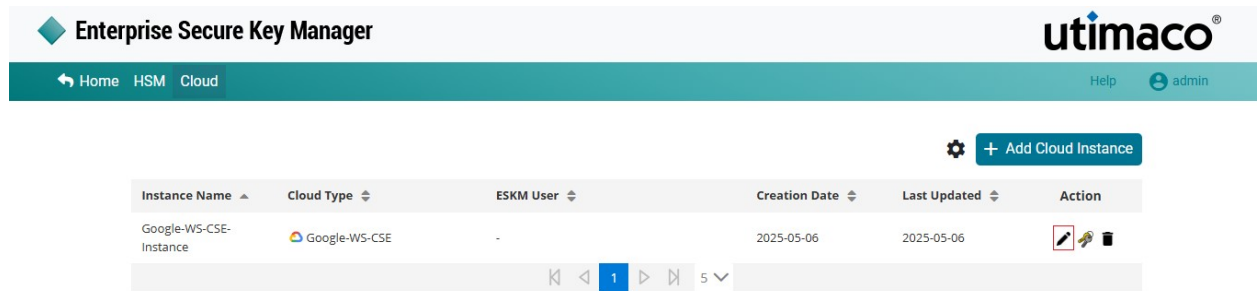 Enterprise Secure Key Manager
utimaco®
Home HSM Cloud Help admin
+ Add Cloud Instance
Instance Name Cloud Type ESKM User Creation Date Last Updated Action
Google-WS-CSE-
Instance
Google-WS-CSE - 2025-05-06 2025-05-06
1 5